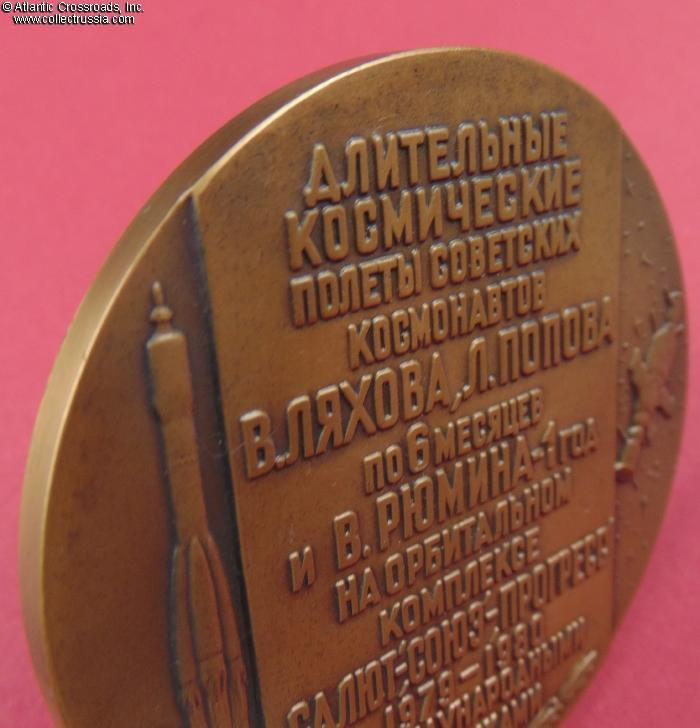 © Atlantic Crossroads, Inc.
www.collectrussia.com
ДЛИТЕЛЬНЫЕ
КОСМИЧЕСКИЕ
ПОЛЕТЫ СОВЕТСКИХ
КОСМОНАВТОВ
В.ЛЯХОВА, Л.ПОПОВА
ПО 6 МЕСЯЦЕВ
И В. РЮМИНА-1 ГОД
НА ОРБИТАЛЬНОМ
КОМПЛЕКСЕ
САЛЮТ-СОЮЗ-ПРОГРЕСС
1979-1980